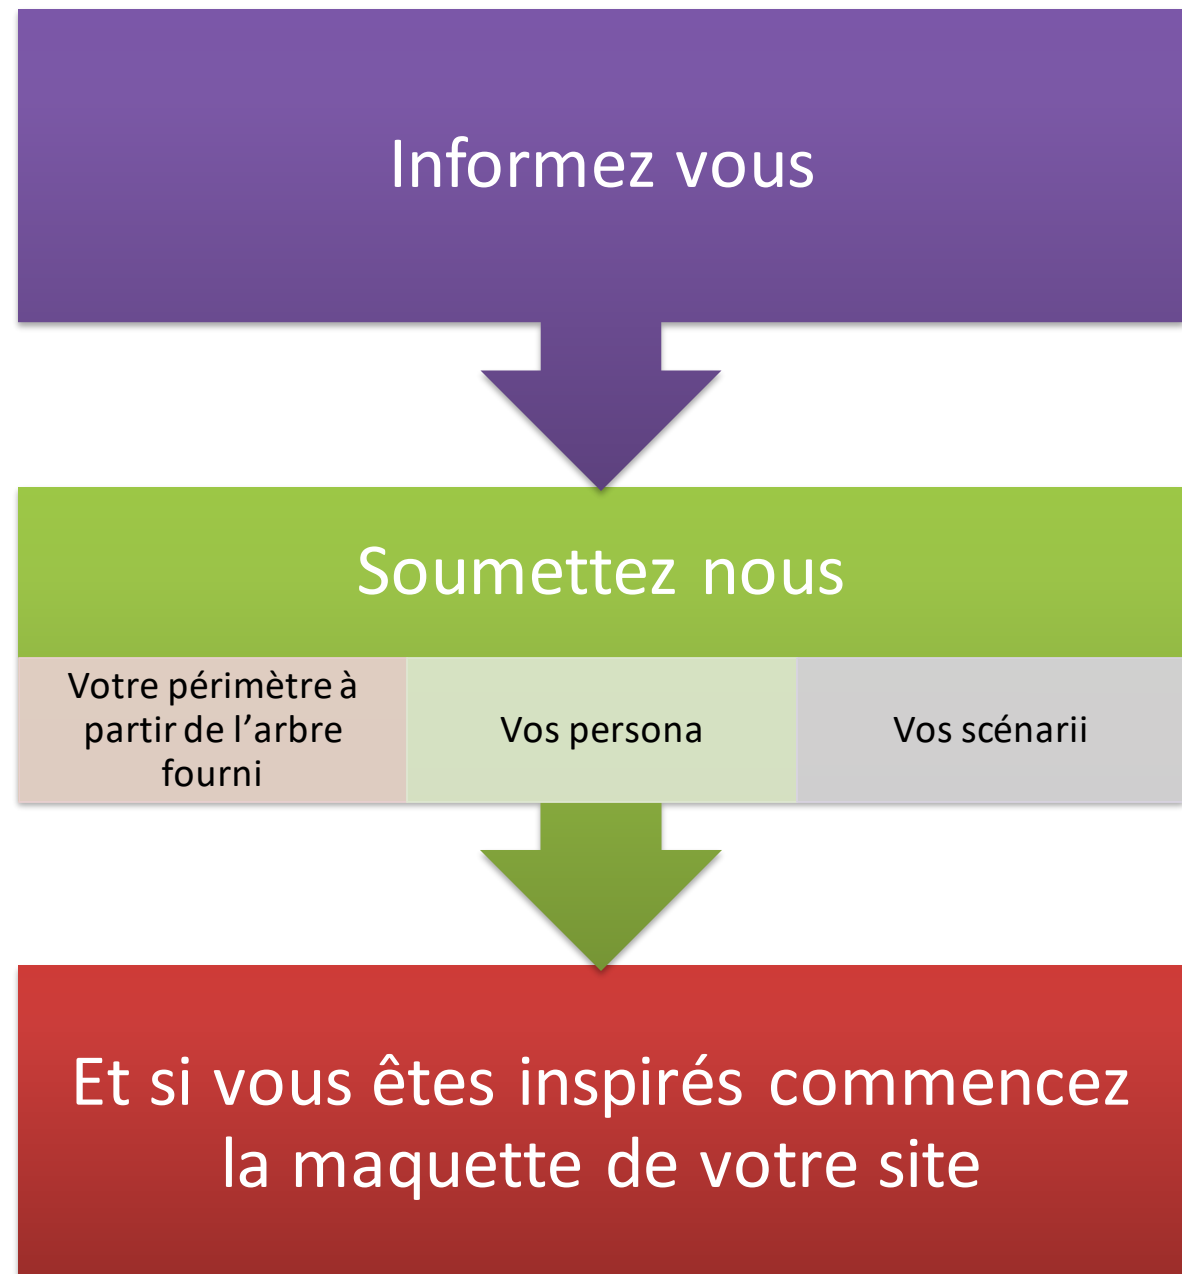 Informez vous
Soumettez nous
Votre périmètre à
partir de l’arbre
fourni
Vos persona
Vos scénarii
Et si vous êtes inspirés commencez
la maquette de votre site